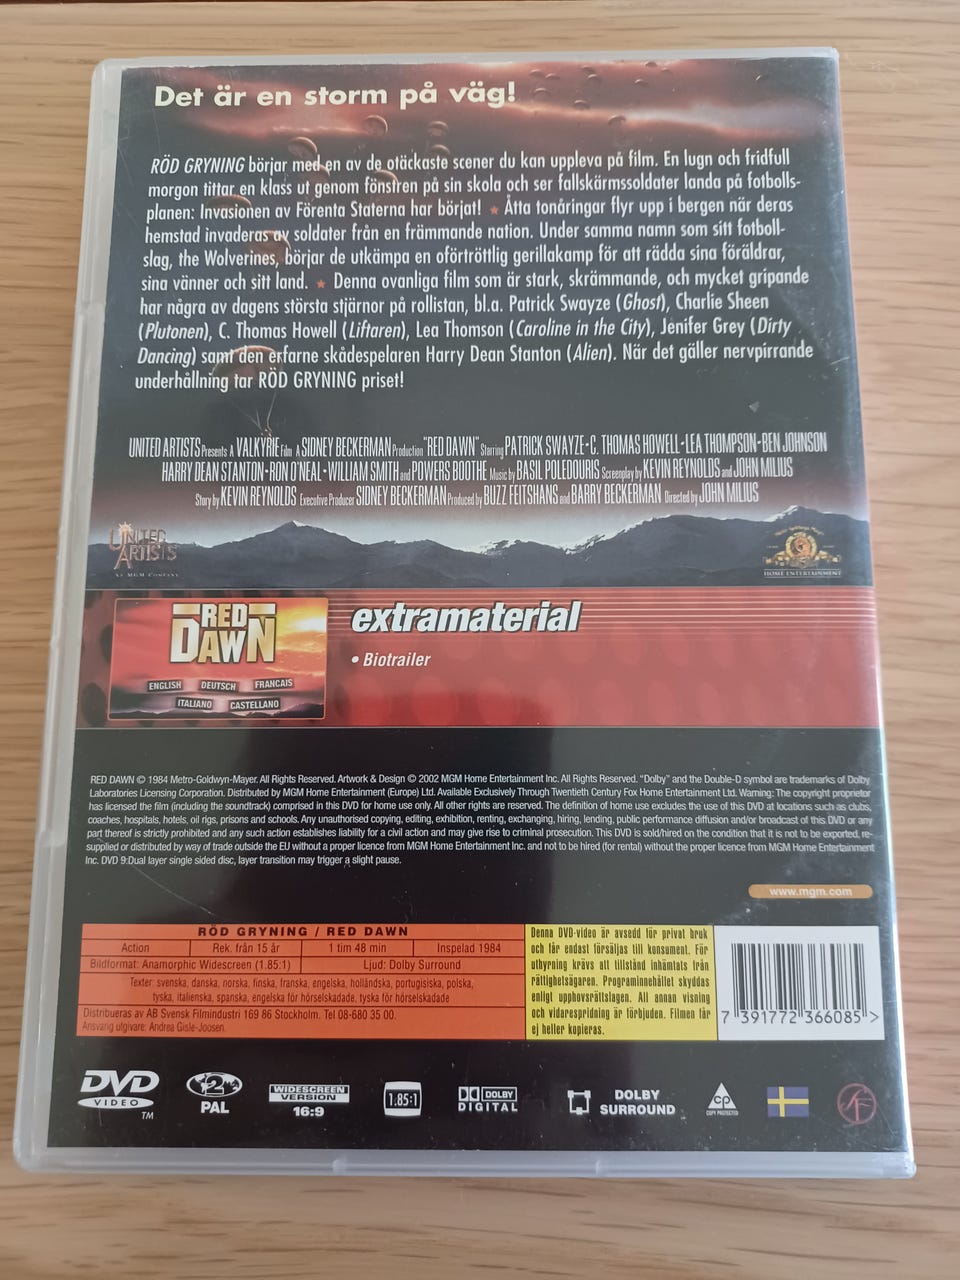 Det är en storm på väg!
RÖD GRYNING börjar med en av de otäckaste scener du kan uppleva på film. En lugn och fridfull
morgon tittar en klass ut genom fönstren på sin skola och ser fallskärmssoldater landa på fotbolls-
planen: Invasionen av Förenta Staterna har börjat! ★ Åtta tonåringar flyr upp i bergen när deras
hemstad invaderas av soldater från en främmande nation. Under samma namn som sitt fotboll-
slag, the Wolverines, börjar de utkämpa en oförtröttlig gerillakamp för att rädda sina föräldrar,
sina vänner och sitt land. ★ Denna ovanliga film som är stark, skrämmande, och mycket gripande
har några av dagens största stjärnor på rollistan, bl.a. Patrick Swayze (Ghost), Charlie Sheen
(Plutonen), C. Thomas Howell (Liftaren), Lea Thomson (Caroline in the City), Jenifer Grey (Dirty
Dancing) samt den erfarne skådespelaren Harry Dean Stanton (Alien). När det gäller nervpirrande
underhållning tar RÖD GRYNING priset!
UNITED ARTISTS Presents A VALKYRIE Film A SIDNEY BECKERMAN Production "RED DAWN" Starring PATRICK SWAYZE·C. THOMAS HOWELL·LEA THOMPSON·BEN JOHNSON
HARRY DEAN STANTON·RON O'NEAL·WILLIAM SMITH and POWERS BOOTHE Music by BASIL POLEDOURIS Screenplay by KEVIN REYNOLDS and JOHN MILIUS
Story by KEVIN REYNOLDS Executive Producer SIDNEY BECKERMAN Produced by BUZZ FEITSHANS and BARRY BECKERMAN Directed by JOHN MILIUS
UNITED
ARTISTS
AN MGM COMPANY
HOME ENTERTAINMENT
RED
DAWN
ENGLISH DEUTSCH FRANCAIS
ITALIANO CASTELLANO
extramaterial
• Biotrailer
RED DAWN © 1984 Metro-Goldwyn-Mayer. All Rights Reserved. Artwork & Design © 2002 MGM Home Entertainment Inc. All Rights Reserved. "Dolby" and the Double-D symbol are trademarks of Dolby
Laboratories Licensing Corporation. Distributed by MGM Home Entertainment (Europe) Ltd. Available Exclusively Through Twentieth Century Fox Home Entertainment Ltd. Warning: The copyright proprietor
has licensed the film (including the soundtrack) comprised in this DVD for home use only. All other rights are reserved. The definition of home use excludes the use of this DVD at locations such as clubs,
coaches, hospitals, hotels, oil rigs, prisons and schools. Any unauthorised copying, editing, exhibition, renting, exchanging, hiring, lending, public performance diffusion and/or broadcast of this DVD or any
part thereof is strictly prohibited and any such action establishes liability for a civil action and may give rise to criminal prosecution. This DVD is sold/hired on the condition that it is not to be exported, re-
supplied or distributed by way of trade outside the EU without a proper licence from MGM Home Entertainment Inc. and not to be hired (for rental) without the proper licence from MGM Home Entertainment
Inc. DVD 9:Dual layer single sided disc, layer transition may trigger a slight pause.
www.mgm.com
RÖD GRYNING / RED DAWN
Action Rek. från 15 år 1 tim 48 min Inspelad 1984
Bildformat: Anamorphic Widescreen (1.85:1) Ljud: Dolby Surround
Texter: svenska, danska, norska, finska, franska, engelska, holländska, portugisiska, polska,
tyska, italienska, spanska, engelska för hörselskadade, tyska för hörselskadade
Distribueras av AB Svensk Filmindustri 169 86 Stockholm. Tel 08-680 35 00.
Ansvarig utgivare: Andrea Gisle-Joosen.
Denna DVD-video är avsedd för privat bruk
och får endast försäljas till konsument. För
uthyrning krävs att tillstånd inhämtats från
rättighetsägaren. Programinnehållet skyddas
enligt upphovsrättslagen. All annan visning
och vidarespridning är förbjuden. Filmen får
ej heller kopieras.
7 391772 366085 >
DVD
VIDEO
TM
2
PAL
WIDESCREEN
VERSION
16:9
1.85:1
DOLBY
DIGITAL
DOLBY
SURROUND
CP
COPY PROTECTED